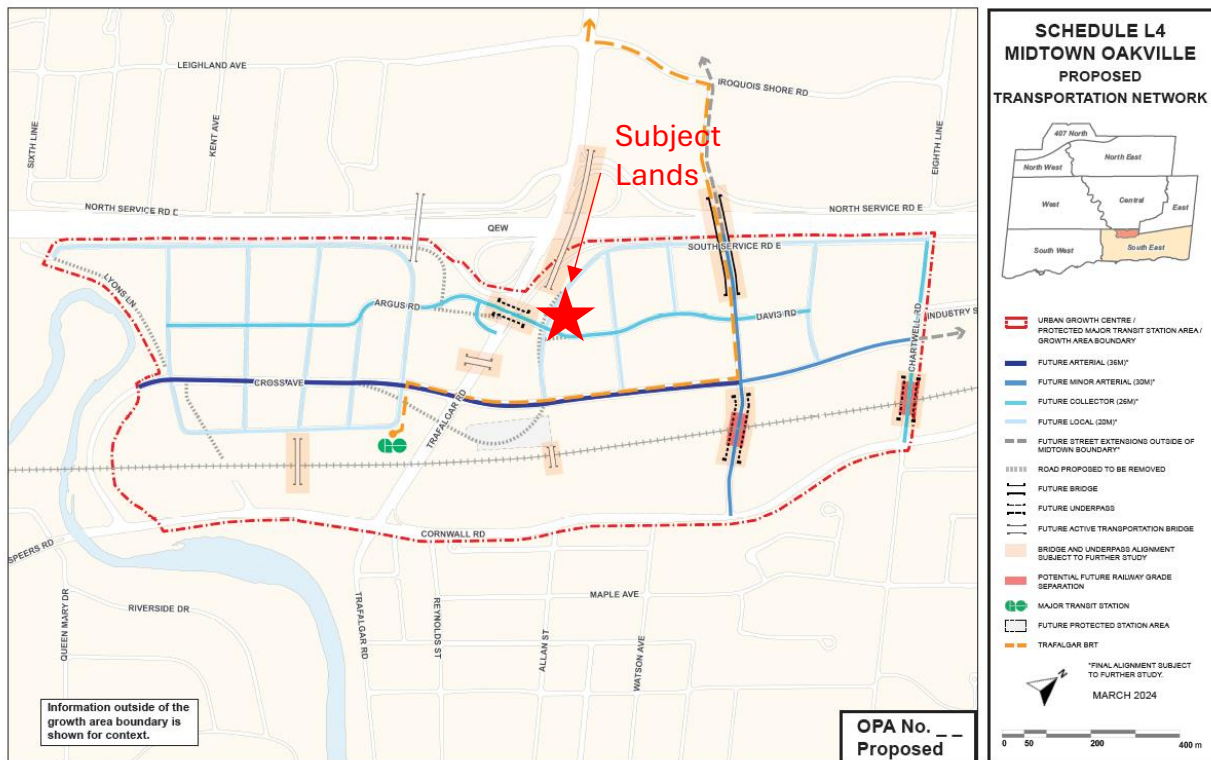 LEIGHLAND AVE
IROQUOIS SHORE RD
SIXTH LINE
KENT AVE
EIGHTH LINE
Subject
Lands
NORTH SERVICE RD E
NORTH SERVICE RD E
QEW
SOUTH SERVICE RD E
LYONS LN
ARGUS RD
DAVIS RD
INDUSTRY S
CHARTWELL RD
CROSS AVE
TRAFALGAR RD
GO
CORNWALL RD
SPEERS RD
MAPLE AVE
RIVERSIDE DR
QUEEN MARY DR
TRAFALGAR RD
REYNOLDS ST
ALLAN ST
WATSON AVE
Information outside of the
growth area boundary is
shown for context.
OPA No. _ _
Proposed
SCHEDULE L4
MIDTOWN OAKVILLE
PROPOSED
TRANSPORTATION NETWORK
407 North
North West
North East
West
Central
East
South West
South East
URBAN GROWTH CENTRE /
PROTECTED MAJOR TRANSIT STATION AREA /
GROWTH AREA BOUNDARY
FUTURE ARTERIAL (36M)*
FUTURE MINOR ARTERIAL (30M)*
FUTURE COLLECTOR (26M)*
FUTURE LOCAL (20M)*
FUTURE STREET EXTENSIONS OUTSIDE OF
MIDTOWN BOUNDARY*
ROAD PROPOSED TO BE REMOVED
FUTURE BRIDGE
FUTURE UNDERPASS
FUTURE ACTIVE TRANSPORTATION BRIDGE
BRIDGE AND UNDERPASS ALIGNMENT
SUBJECT TO FURTHER STUDY
POTENTIAL FUTURE RAILWAY GRADE
SEPARATION
GO
MAJOR TRANSIT STATION
FUTURE PROTECTED STATION AREA
TRAFALGAR BRT
N
*FINAL ALIGNMENT SUBJECT
TO FURTHER STUDY.
MARCH 2024
0 50 200 400 m